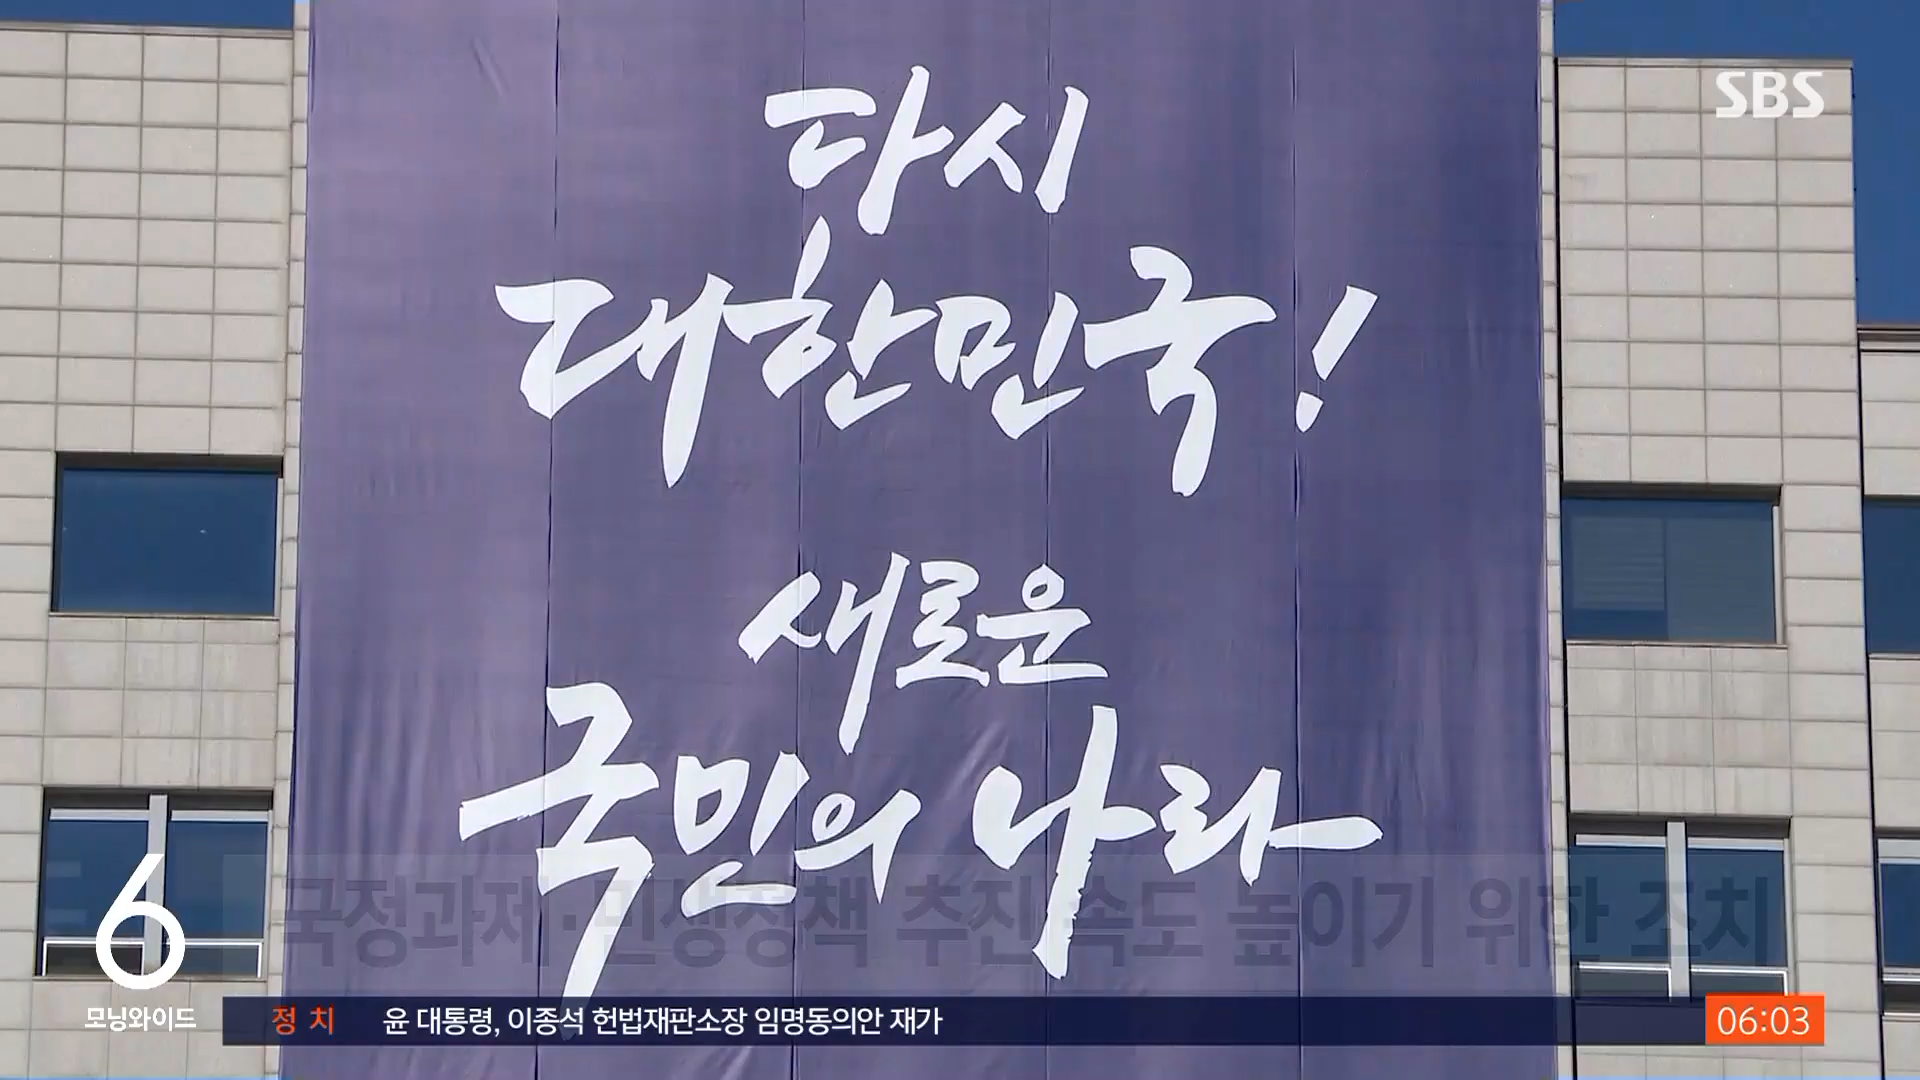 SBS
다시
대한민국!
새로운
국민의 나라
국정과제·민생정책 추진 속도 높이기 위한 조치
6
모닝와이드
정치 윤 대통령, 이종석 헌법재판소장 임명동의안 재가 06:03